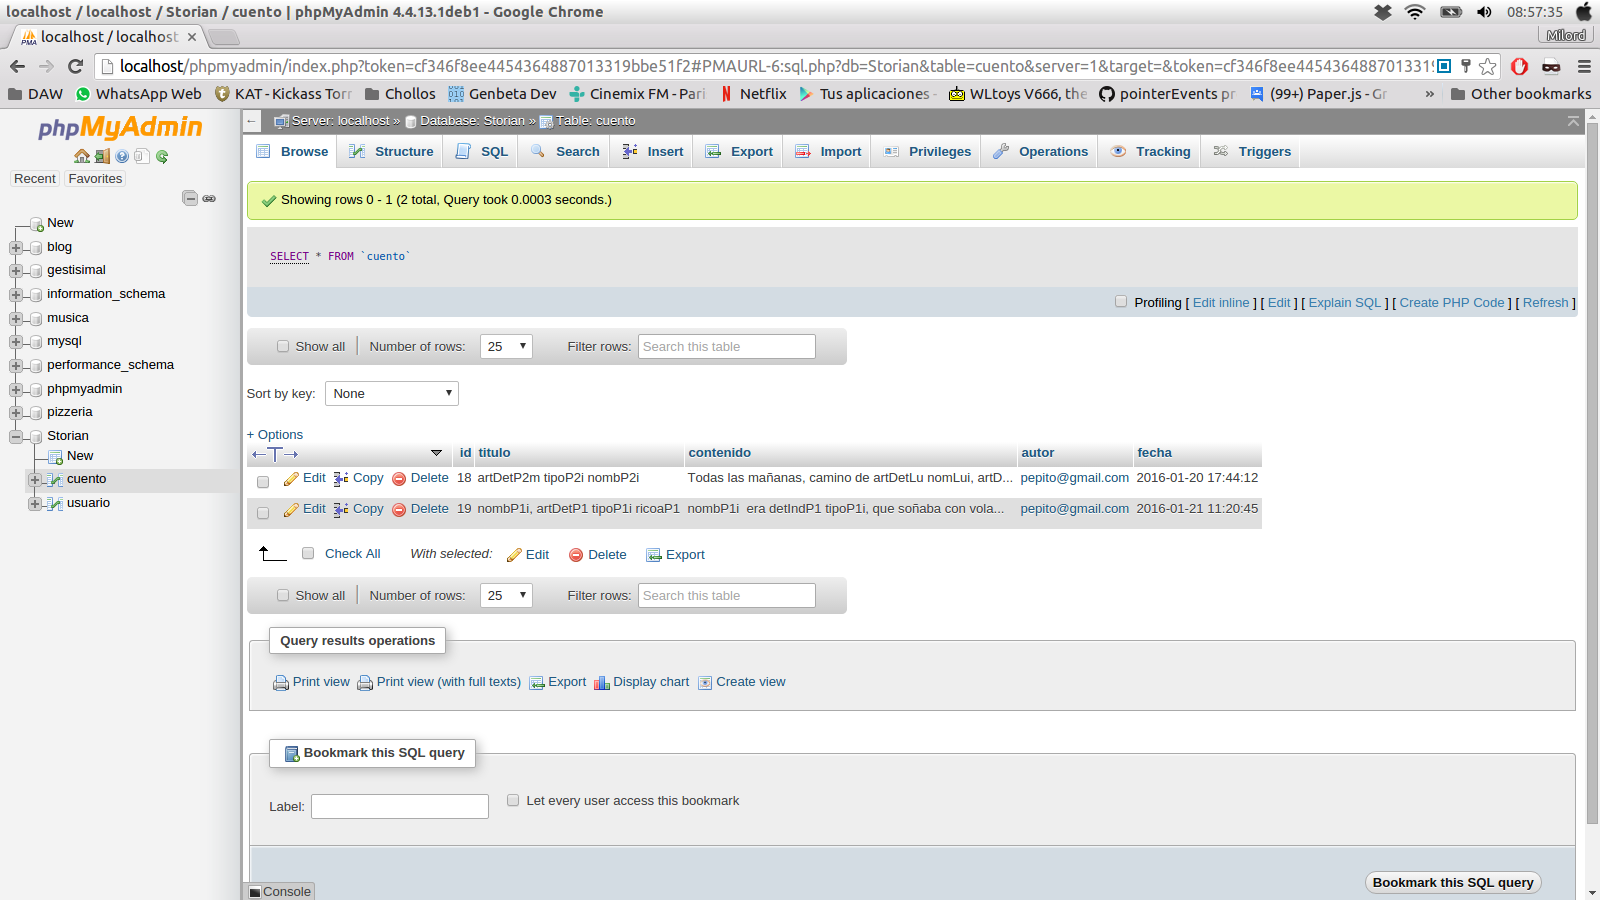 localhost / localhost / Storian / cuento | phpMyAdmin 4.4.13.1deb1 - Google Chrome
08:57:35
localhost / localhost
Milord
localhost/phpmyadmin/index.php?token=cf346f8ee4454364887013319bbe51f2#PMAURL-6:sql.php?db=Storian&table=cuento&server=1&target=&token=cf346f8ee4454364887013319
DAW
WhatsApp Web
KAT - Kickass Torr
Chollos
Genbeta Dev
Cinemix FM - Pari
Netflix
Tus aplicaciones -
WLtoys V666, the
pointerEvents pr
(99+) Paper.js - Gr
»
Other bookmarks
phpMyAdmin
Recent
Favorites
New
blog
gestisimal
information_schema
musica
mysql
performance_schema
phpmyadmin
pizzeria
Storian
New
cuento
usuario
Server: localhost » Database: Storian » Table: cuento
Browse
Structure
SQL
Search
Insert
Export
Import
Privileges
Operations
Tracking
Triggers
Showing rows 0 - 1 (2 total, Query took 0.0003 seconds.)
SELECT * FROM `cuento`
Profiling [ Edit inline ] [ Edit ] [ Explain SQL ] [ Create PHP Code ] [ Refresh ]
Show all
Number of rows:
25
Filter rows:
Search this table
Sort by key:
None
+ Options
id titulo contenido autor fecha
Edit Copy Delete 18 artDetP2m tipoP2i nombP2i Todas las mañanas, camino de artDetLu nomLui, artD... pepito@gmail.com 2016-01-20 17:44:12
Edit Copy Delete 19 nombP1i, artDetP1 tipoP1i ricoaP1 nombP1i era detIndP1 tipoP1i, que soñaba con vola... pepito@gmail.com 2016-01-21 11:20:45
Check All
With selected:
Edit
Delete
Export
Show all
Number of rows:
25
Filter rows:
Search this table
Query results operations
Print view
Print view (with full texts)
Export
Display chart
Create view
Bookmark this SQL query
Label:
Let every user access this bookmark
Bookmark this SQL query
Console